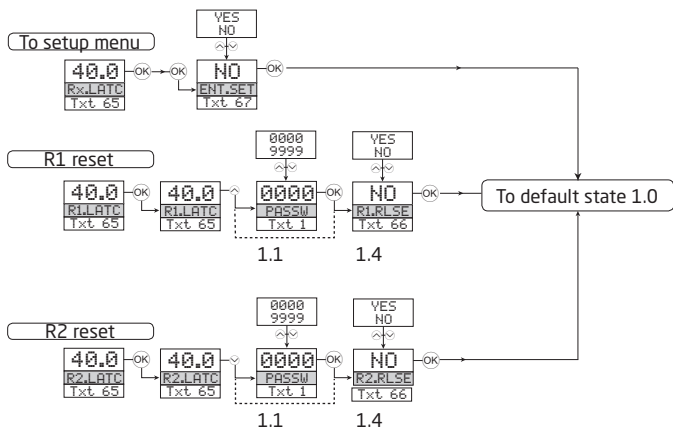 YES
NO
To setup menu
40.0
Rx.LATC
Txt 65
OK
OK
NO
ENT.SET
Txt 67
OK
0000
9999
YES
NO
R1 reset
40.0
R1.LATC
Txt 65
OK
40.0
R1.LATC
Txt 65
0000
PASSW
Txt 1
OK
NO
R1.RLSE
Txt 66
OK
To default state 1.0
1.1
1.4
0000
9999
YES
NO
R2 reset
40.0
R2.LATC
Txt 65
OK
40.0
R2.LATC
Txt 65
0000
PASSW
Txt 1
OK
NO
R2.RLSE
Txt 66
OK
1.1
1.4